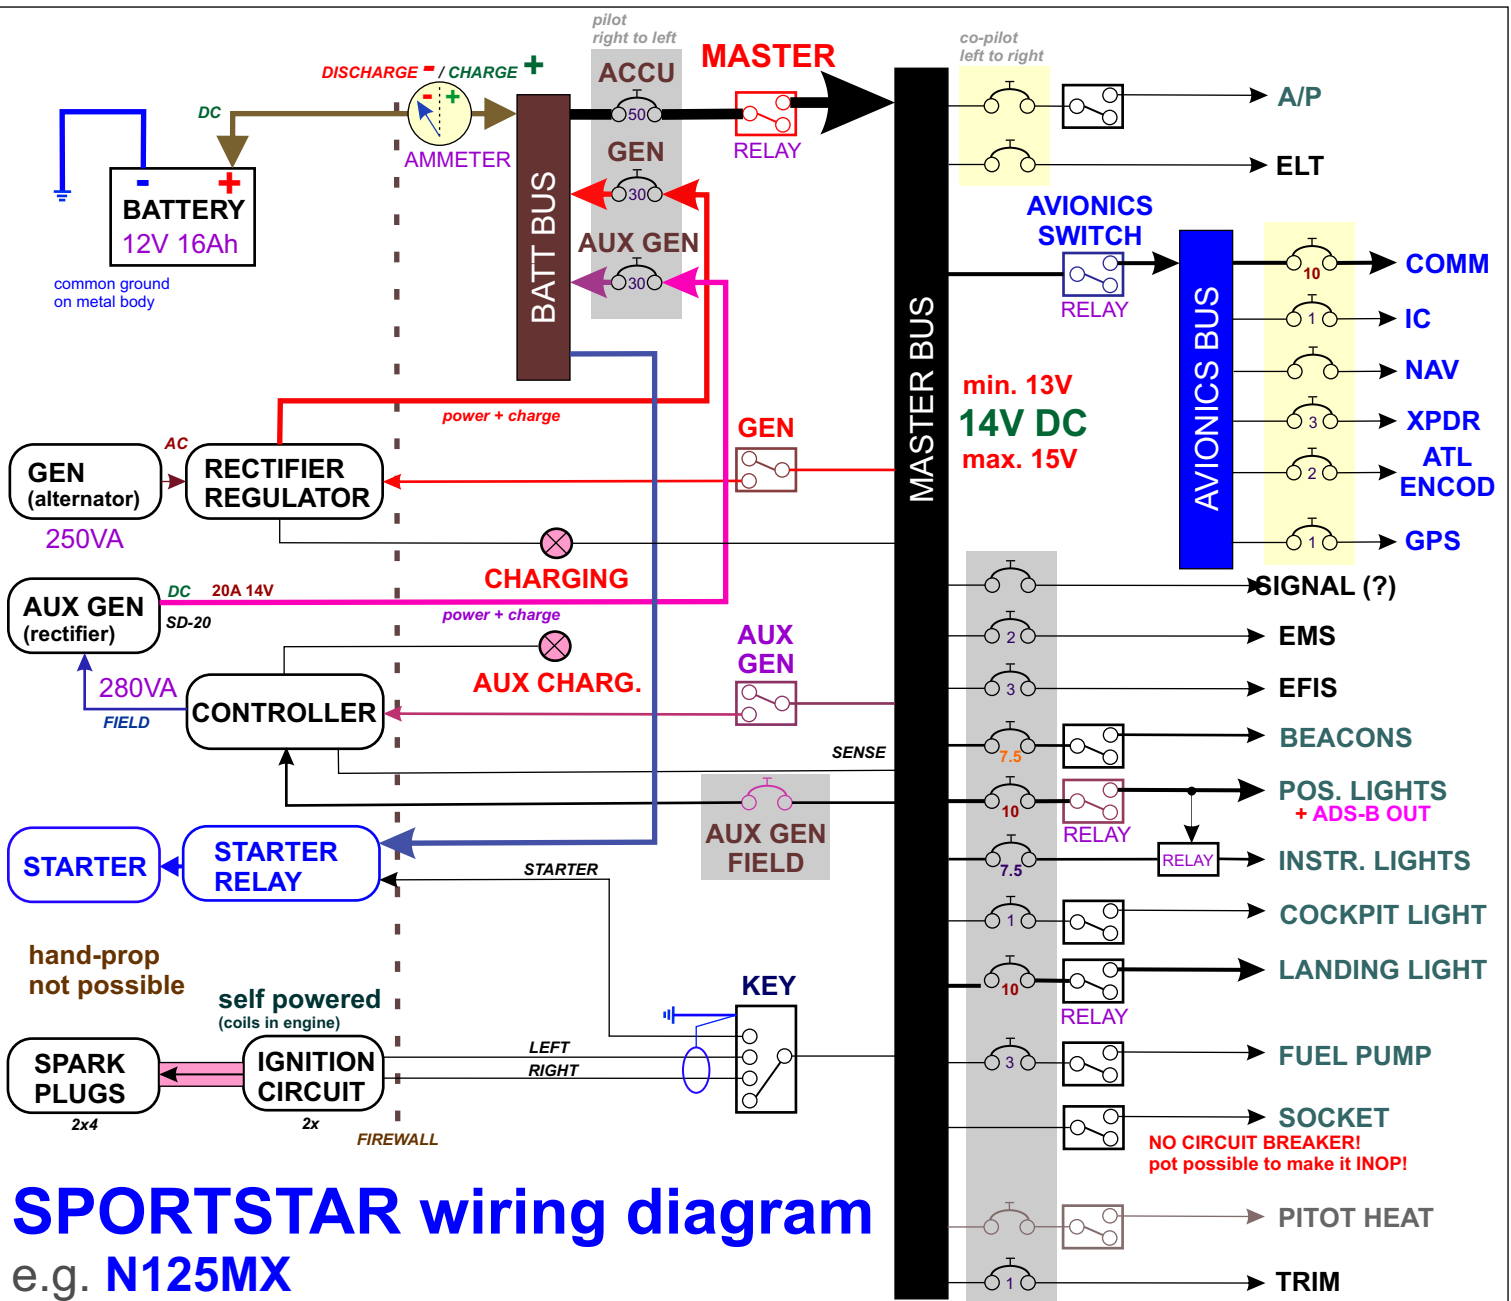 pilot
right to left
DISCHARGE - / CHARGE +
ACCU
MASTER
co-pilot
left to right
DC
- +
50
RELAY
A/P
AMMETER
GEN
30
ELT
- +
BATTERY
12V 16Ah
common ground
on metal body
BATT BUS
AUX GEN
30
MASTER BUS
AVIONICS
SWITCH
RELAY
AVIONICS BUS
10
COMM
1
IC
NAV
3
XPDR
2
ATL
ENCOD
1
GPS
min. 13V
14V DC
max. 15V
power + charge
GEN
AC
GEN
(alternator)
250VA
RECTIFIER
REGULATOR
CHARGING
SIGNAL (?)
DC 20A 14V
AUX GEN
(rectifier)
SD-20
power + charge
2
EMS
AUX
GEN
AUX CHARG.
280VA
FIELD
CONTROLLER
3
EFIS
SENSE
7.5
BEACONS
10
RELAY
POS. LIGHTS
+ ADS-B OUT
AUX GEN
FIELD
7.5
RELAY
INSTR. LIGHTS
STARTER
STARTER
RELAY
STARTER
1
COCKPIT LIGHT
hand-prop
not possible
10
RELAY
LANDING LIGHT
self powered
(coils in engine)
KEY
SPARK
PLUGS
2x4
IGNITION
CIRCUIT
2x
LEFT
RIGHT
FIREWALL
3
FUEL PUMP
SOCKET
NO CIRCUIT BREAKER!
pot possible to make it INOP!
PITOT HEAT
1
TRIM
SPORTSTAR wiring diagram
e.g. N125MX